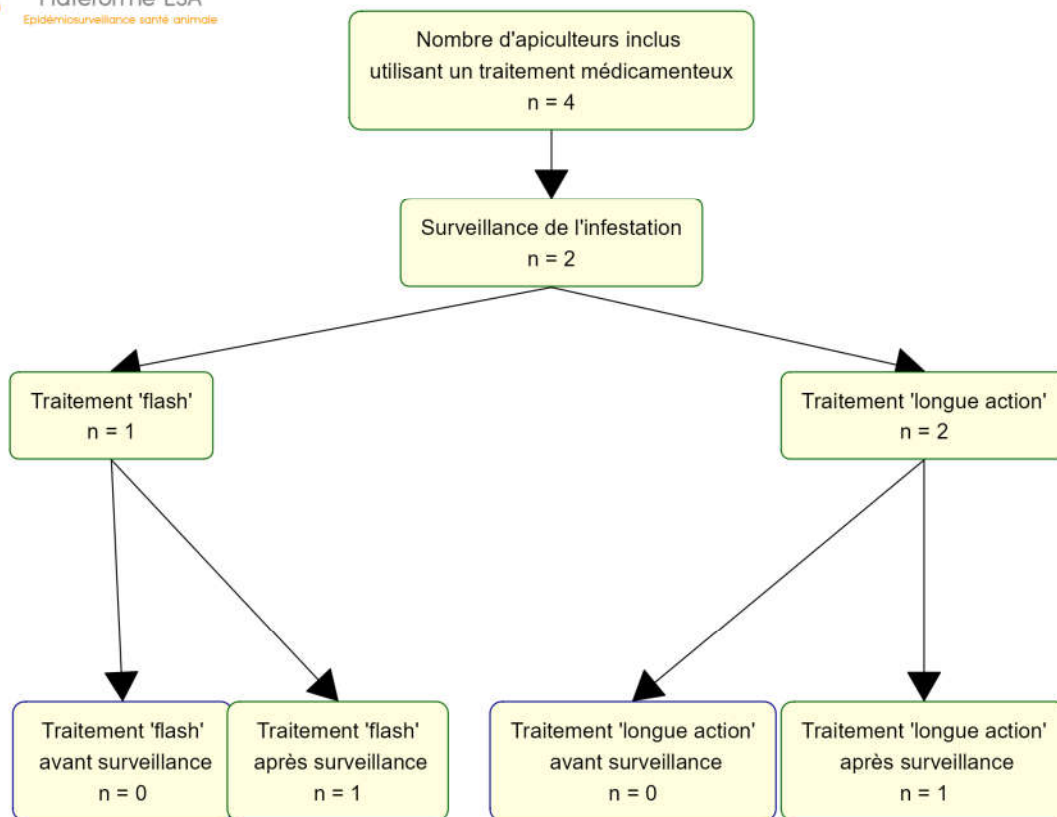 Plateforme ESA
Epidémiosurveillance santé animale
Nombre d'apiculteurs inclus
utilisant un traitement médicamenteux
n = 4
Surveillance de l'infestation
n = 2
Traitement 'flash'
n = 1
Traitement 'longue action'
n = 2
Traitement 'flash'
avant surveillance
n = 0
Traitement 'flash'
après surveillance
n = 1
Traitement 'longue action'
avant surveillance
n = 0
Traitement 'longue action'
après surveillance
n = 1